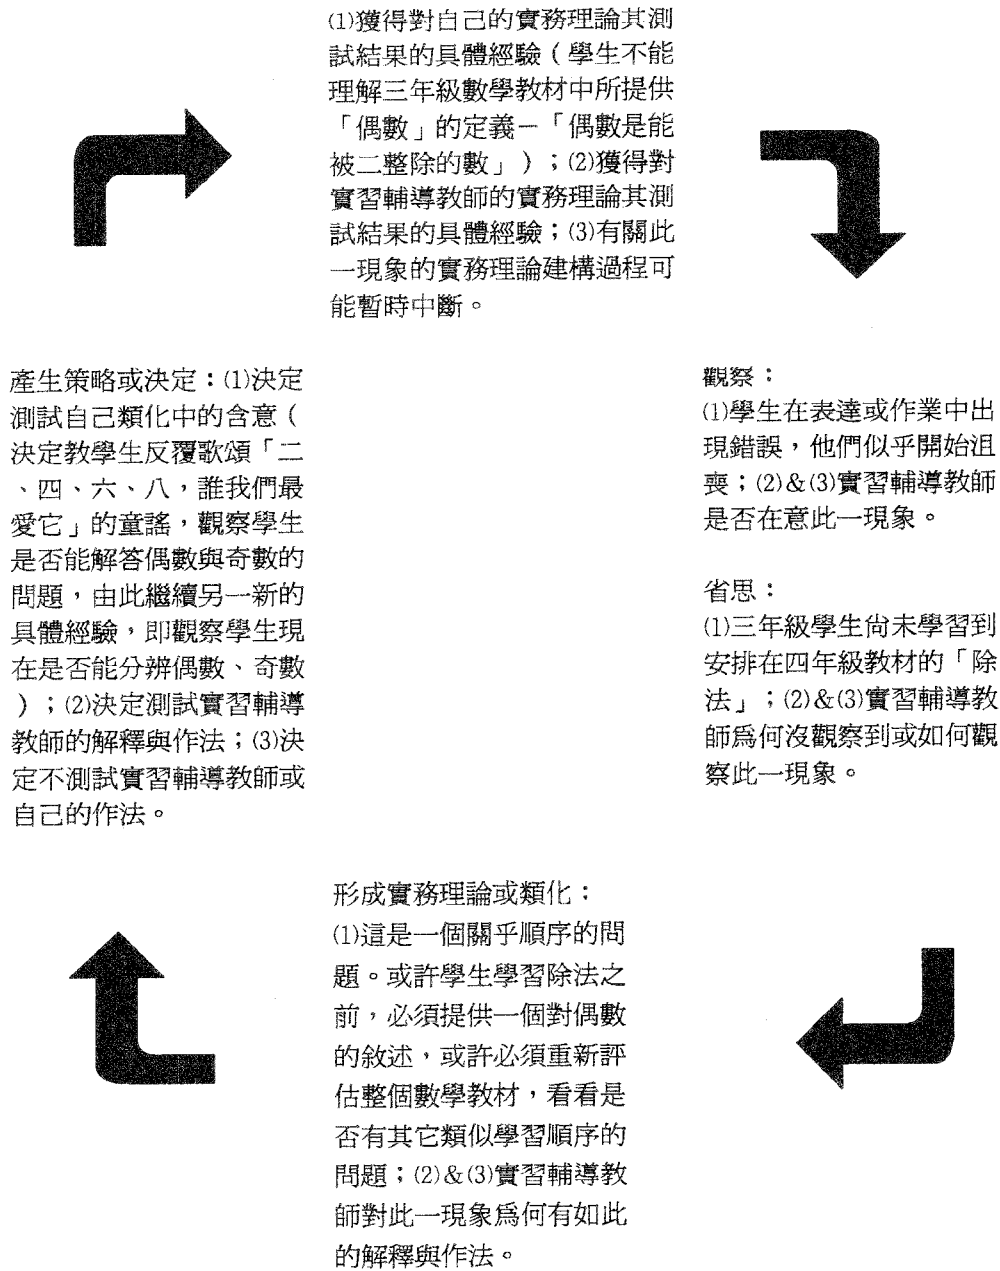 ⑴獲得對自己的實務理論其測
試結果的具體經驗（學生不能
理解三年級數學教材中所提供
「偶數」的定義－「偶數是能
被二整除的數」）；⑵獲得對
實習輔導教師的實務理論其測
試結果的具體經驗；⑶有關此
一現象的實務理論建構過程可
能暫時中斷。
觀察：
⑴學生在表達或作業中出
現錯誤，他們似乎開始沮
喪；⑵&⑶實習輔導教師
是否在意此一現象。
省思：
⑴三年級學生尙未學習到
安排在四年級教材的「除
法」；⑵&⑶實習輔導教
師爲何沒觀察到或如何觀
察此一現象。
形成實務理論或類化：
⑴這是一個關乎順序的問
題。或許學生學習除法之
前，必須提供一個對偶數
的敘述，或許必須重新評
估整個數學教材，看看是
否有其它類似學習順序的
問題；⑵&⑶實習輔導教
師對此一現象爲何有如此
的解釋與作法。
產生策略或決定：⑴決定
測試自己類化中的含意（
決定教學生反覆歌頌「二
、四、六、八，誰我們最
愛它」的童謠，觀察學生
是否能解答偶數與奇數的
問題，由此繼續另一新的
具體經驗，即觀察學生現
在是否能分辨偶數、奇數
）；⑵決定測試實習輔導
教師的解釋與作法；⑶決
定不測試實習輔導教師或
自己的作法。